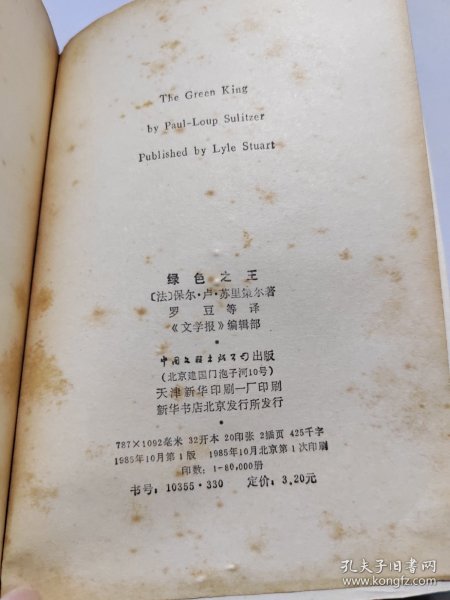 The Green King
by Paul-Loup Sulitzer
Published by Lyle Stuart
绿色之王
〔法〕保尔·卢·苏里策尔著
罗豆等译
《文学报》编辑部
·
中国文联出版公司出版
(北京建国门泡子河10号)
天津新华印刷一厂印刷
新华书店北京发行所发行
·
787×1092毫米 32开本 20印张 2插页 425千字
1985年10月第1版 1985年10月北京第1次印刷
印数:1-80,000册
书号:10355·330 定价:3.20元
孔夫子旧书网
www.kongfz.com